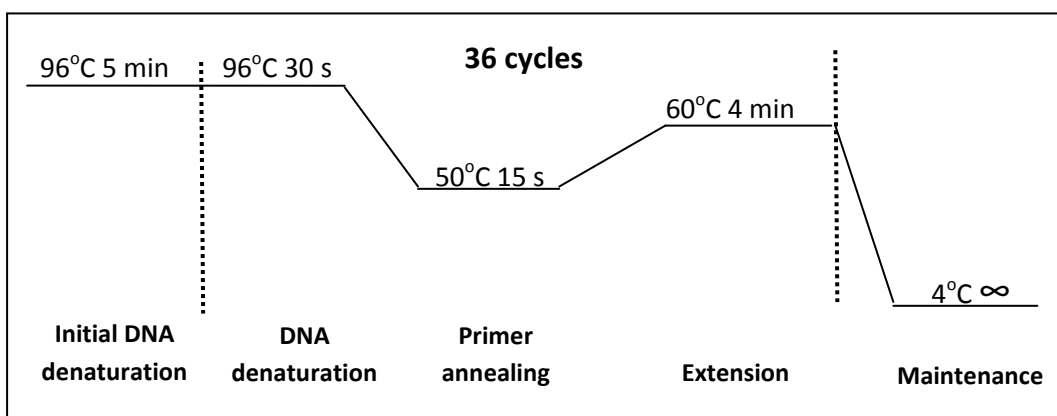 36 cycles
96°C 5 min
96°C 30 s
60°C 4 min
50°C 15 s
4°C ∞
Initial DNA
denaturation
DNA
denaturation
Primer
annealing
Extension
Maintenance